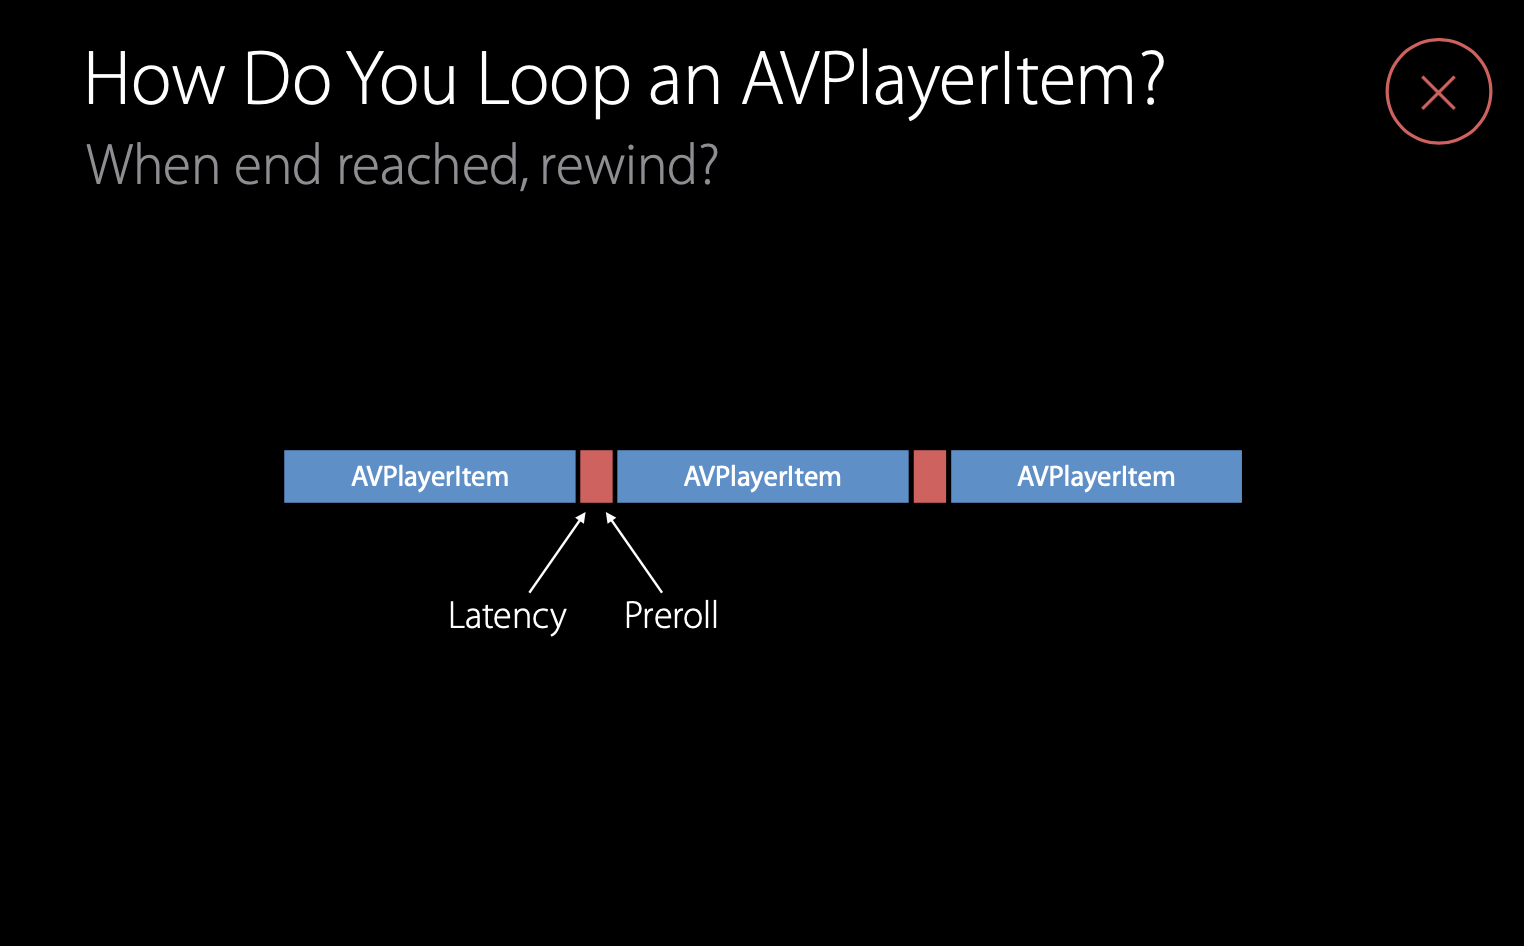 How Do You Loop an AVPlayerItem?
When end reached, rewind?
AVPlayerItem AVPlayerItem AVPlayerItem
Latency Preroll